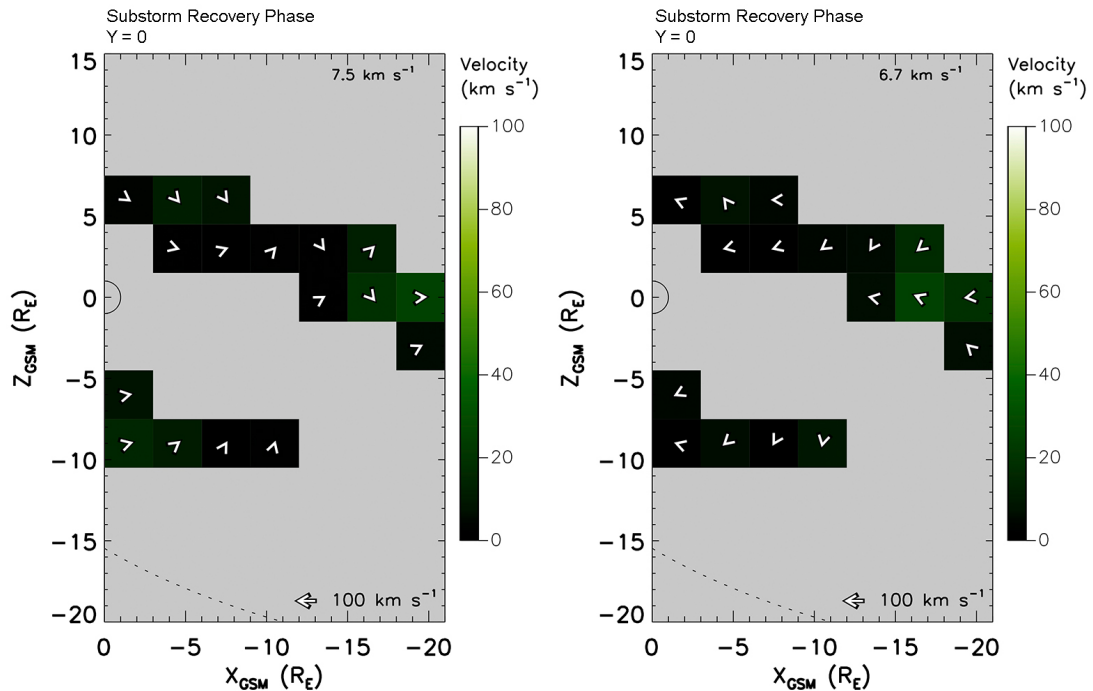 Substorm Recovery Phase
Y = 0
7.5 km s⁻¹
Velocity
(km s⁻¹)
15
10
5
0
−5
−10
−15
−20
Z_GSM (R_E)
100
80
60
40
20
0
100 km s⁻¹
0
−5
−10
−15
−20
X_GSM (R_E)
Substorm Recovery Phase
Y = 0
6.7 km s⁻¹
Velocity
(km s⁻¹)
15
10
5
0
−5
−10
−15
−20
Z_GSM (R_E)
100
80
60
40
20
0
100 km s⁻¹
0
−5
−10
−15
−20
X_GSM (R_E)